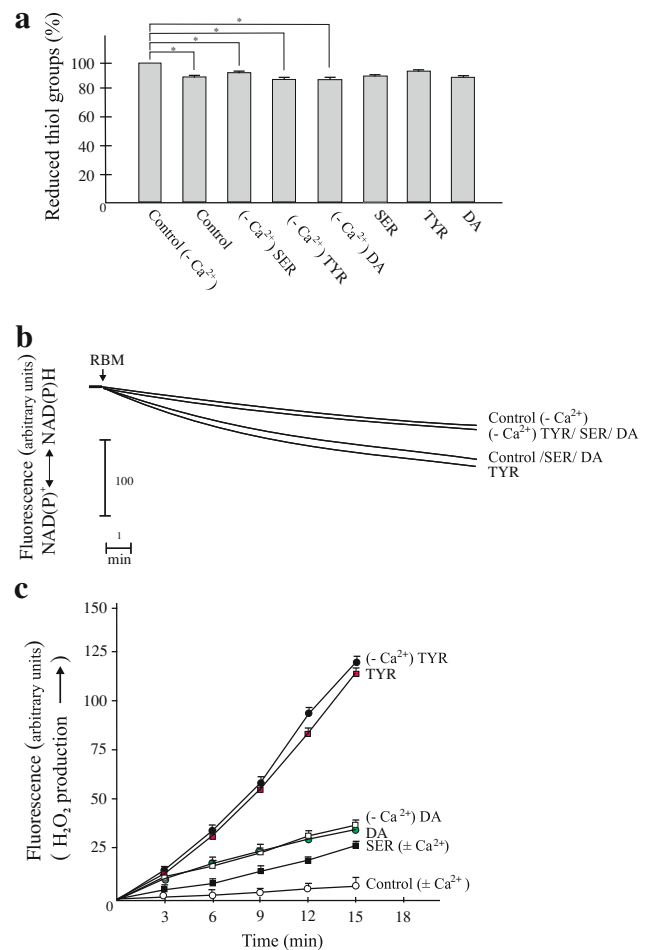 a
Reduced thiol groups (%)
100
80
60
40
20
0
*
*
*
*
Control (- Ca²⁺)
Control
(- Ca²⁺) SER
(- Ca²⁺) TYR
(- Ca²⁺) DA
SER
TYR
DA
b
Fluorescence (arbitrary units)
NAD(P)⁺ ↔ NAD(P)H
RBM
100
1
min
Control (- Ca²⁺)
(- Ca²⁺) TYR/ SER/ DA
Control /SER/ DA
TYR
c
Fluorescence (arbitrary units)
( H₂O₂ production → )
150
125
100
75
50
25
0
3 6 9 12 15 18
Time (min)
(- Ca²⁺) TYR
TYR
(- Ca²⁺) DA
DA
SER (± Ca²⁺)
Control (± Ca²⁺ )